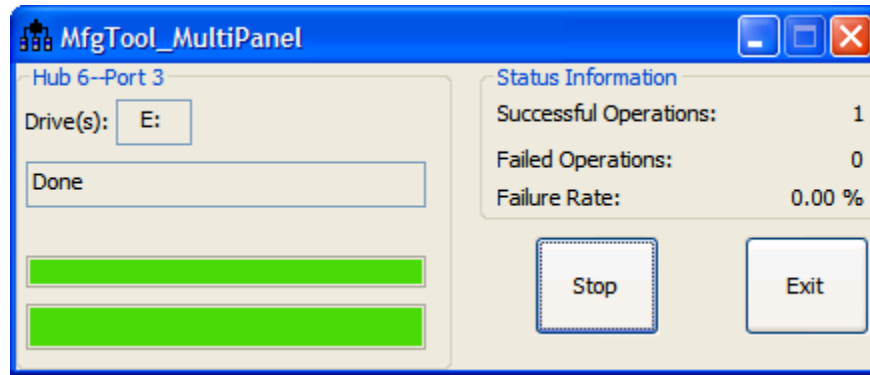 MfgTool_MultiPanel
Hub 6--Port 3
Drive(s): E:
Done
Status Information
Successful Operations: 1
Failed Operations: 0
Failure Rate: 0.00 %
Stop
Exit